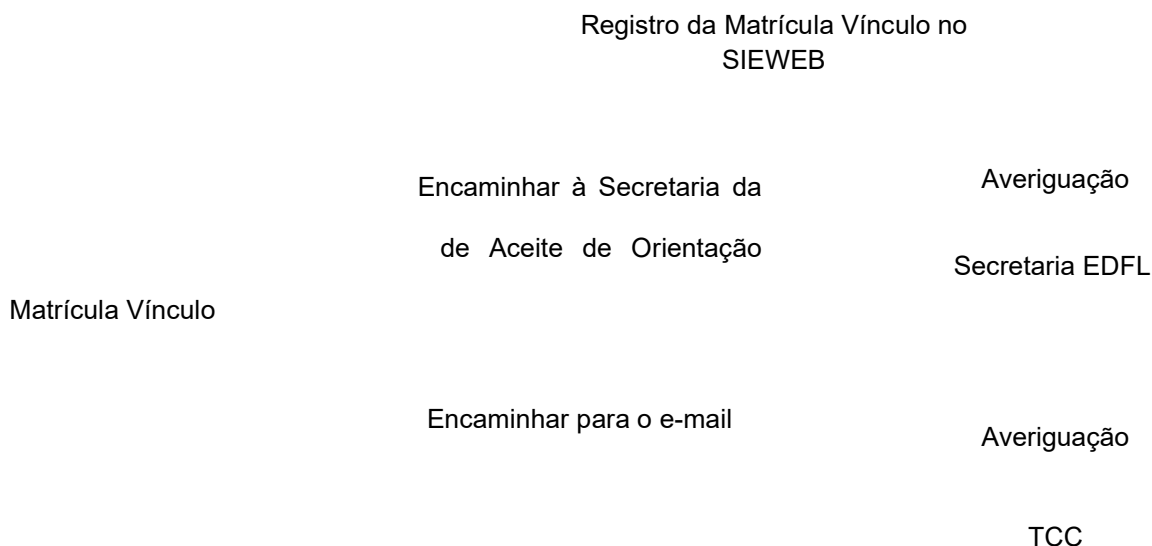 Registro da Matrícula Vínculo no
SIEWEB
Encaminhar à Secretaria da
de Aceite de Orientação
Averiguação
Secretaria EDFL
Matrícula Vínculo
Encaminhar para o e-mail
Averiguação
TCC